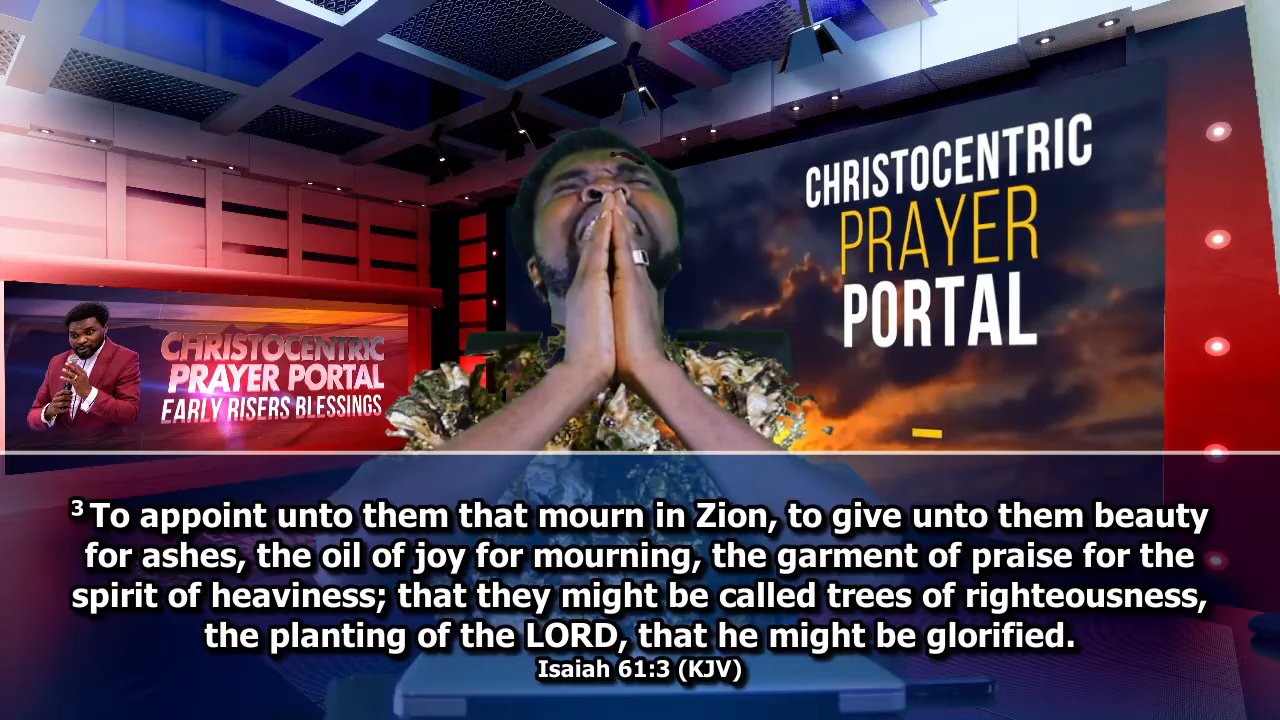 CHRISTOCENTRIC
PRAYER
PORTAL
CHRISTOCENTRIC
PRAYER PORTAL
EARLY RISERS BLESSINGS
3 To appoint unto them that mourn in Zion, to give unto them beauty
for ashes, the oil of joy for mourning, the garment of praise for the
spirit of heaviness; that they might be called trees of righteousness,
the planting of the LORD, that he might be glorified.
Isaiah 61:3 (KJV)